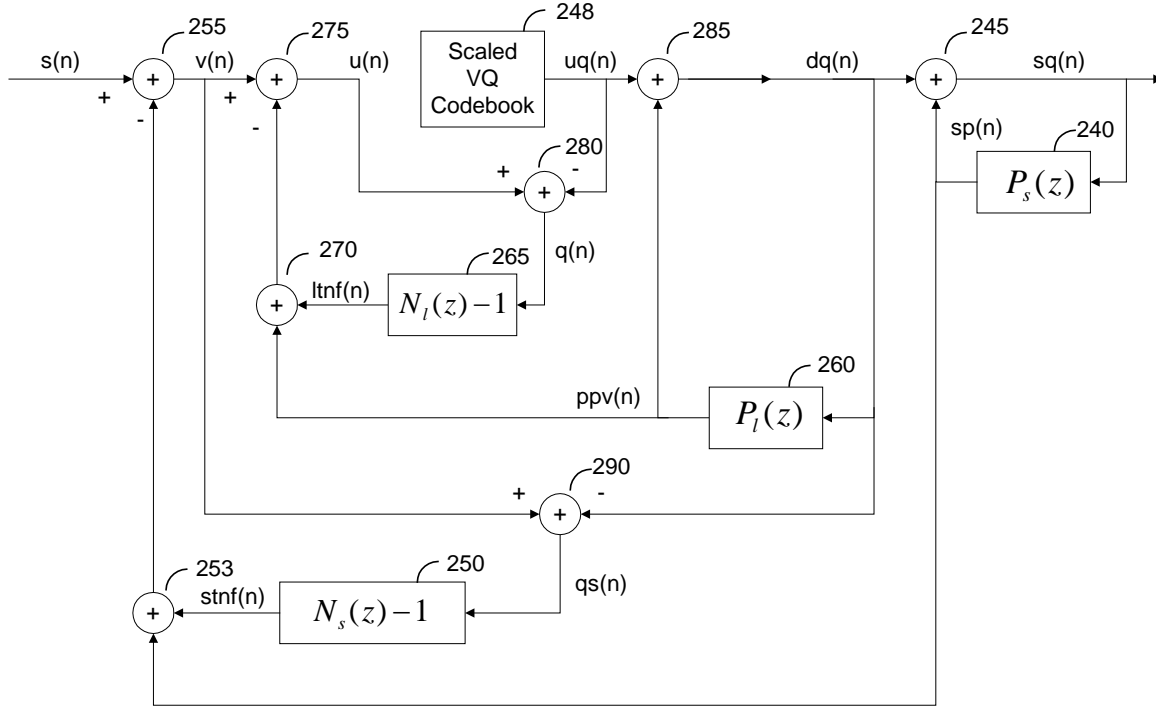 255
275
248
285
245
s(n)
v(n)
u(n)
Scaled
VQ
Codebook
uq(n)
dq(n)
sq(n)
+
+
+
+
+
+
-
+
-
sp(n)
240
P_s(z)
280
+
-
+
270
265
q(n)
ltnf(n)
N_l(z)-1
+
260
ppv(n)
P_l(z)
290
+
-
+
253
250
stnf(n)
qs(n)
N_s(z)-1
+